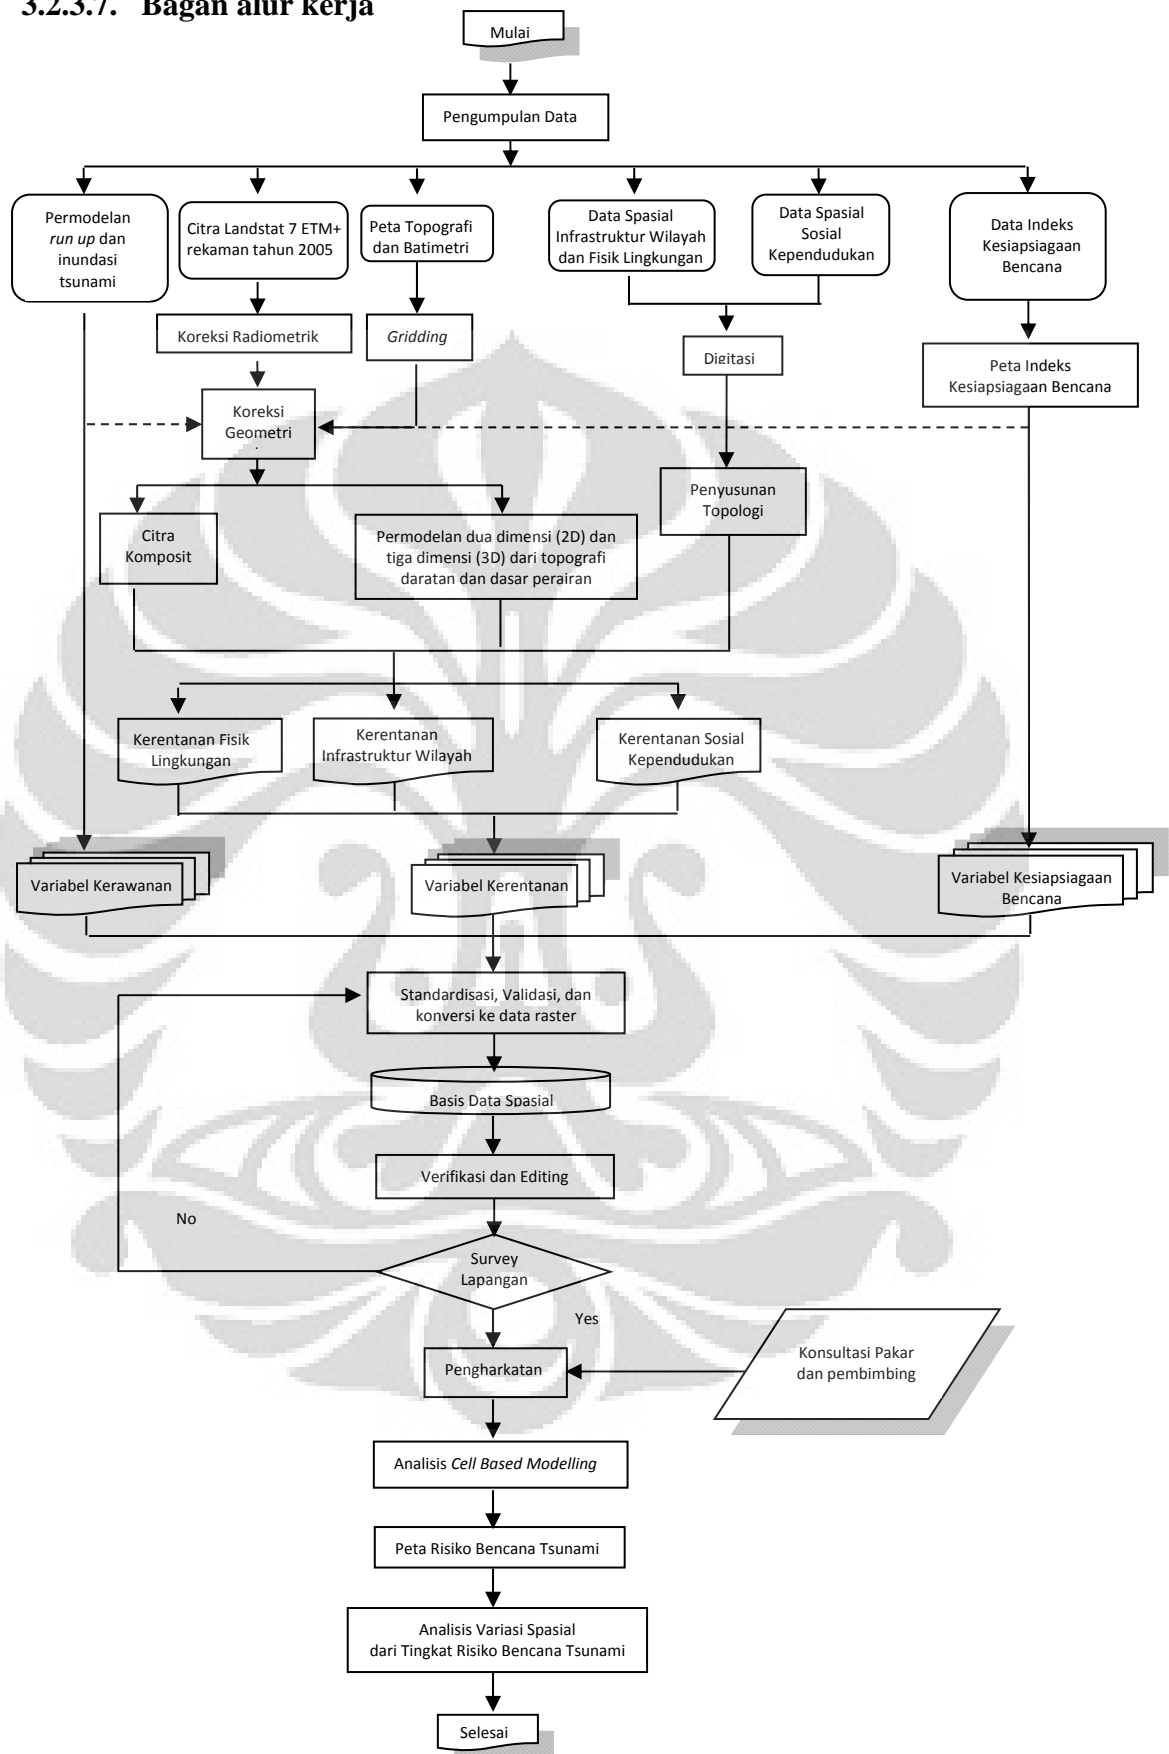 3.2.3.7. Bagan alur kerja
Mulai
Pengumpulan Data
Permodelan
run up dan
inundasi
tsunami
Citra Landstat 7 ETM+
rekaman tahun 2005
Peta Topografi
dan Batimetri
Data Spasial
Infrastruktur Wilayah
dan Fisik Lingkungan
Data Spasial
Sosial
Kependudukan
Data Indeks
Kesiapsiagaan
Bencana
Koreksi Radiometrik
Gridding
Digitasi
Peta Indeks
Kesiapsiagaan Bencana
Koreksi
Geometri
Penyusunan
Topologi
Citra
Komposit
Permodelan dua dimensi (2D) dan
tiga dimensi (3D) dari topografi
daratan dan dasar perairan
Kerentanan Fisik
Lingkungan
Kerentanan
Infrastruktur Wilayah
Kerentanan Sosial
Kependudukan
Variabel Kerawanan
Variabel Kerentanan
Variabel Kesiapsiagaan
Bencana
Standardisasi, Validasi, dan
konversi ke data raster
Basis Data Spasial
Verifikasi dan Editing
No
Survey
Lapangan
Yes
Pengharkatan
Konsultasi Pakar
dan pembimbing
Analisis Cell Based Modelling
Peta Risiko Bencana Tsunami
Analisis Variasi Spasial
dari Tingkat Risiko Bencana Tsunami
Selesai